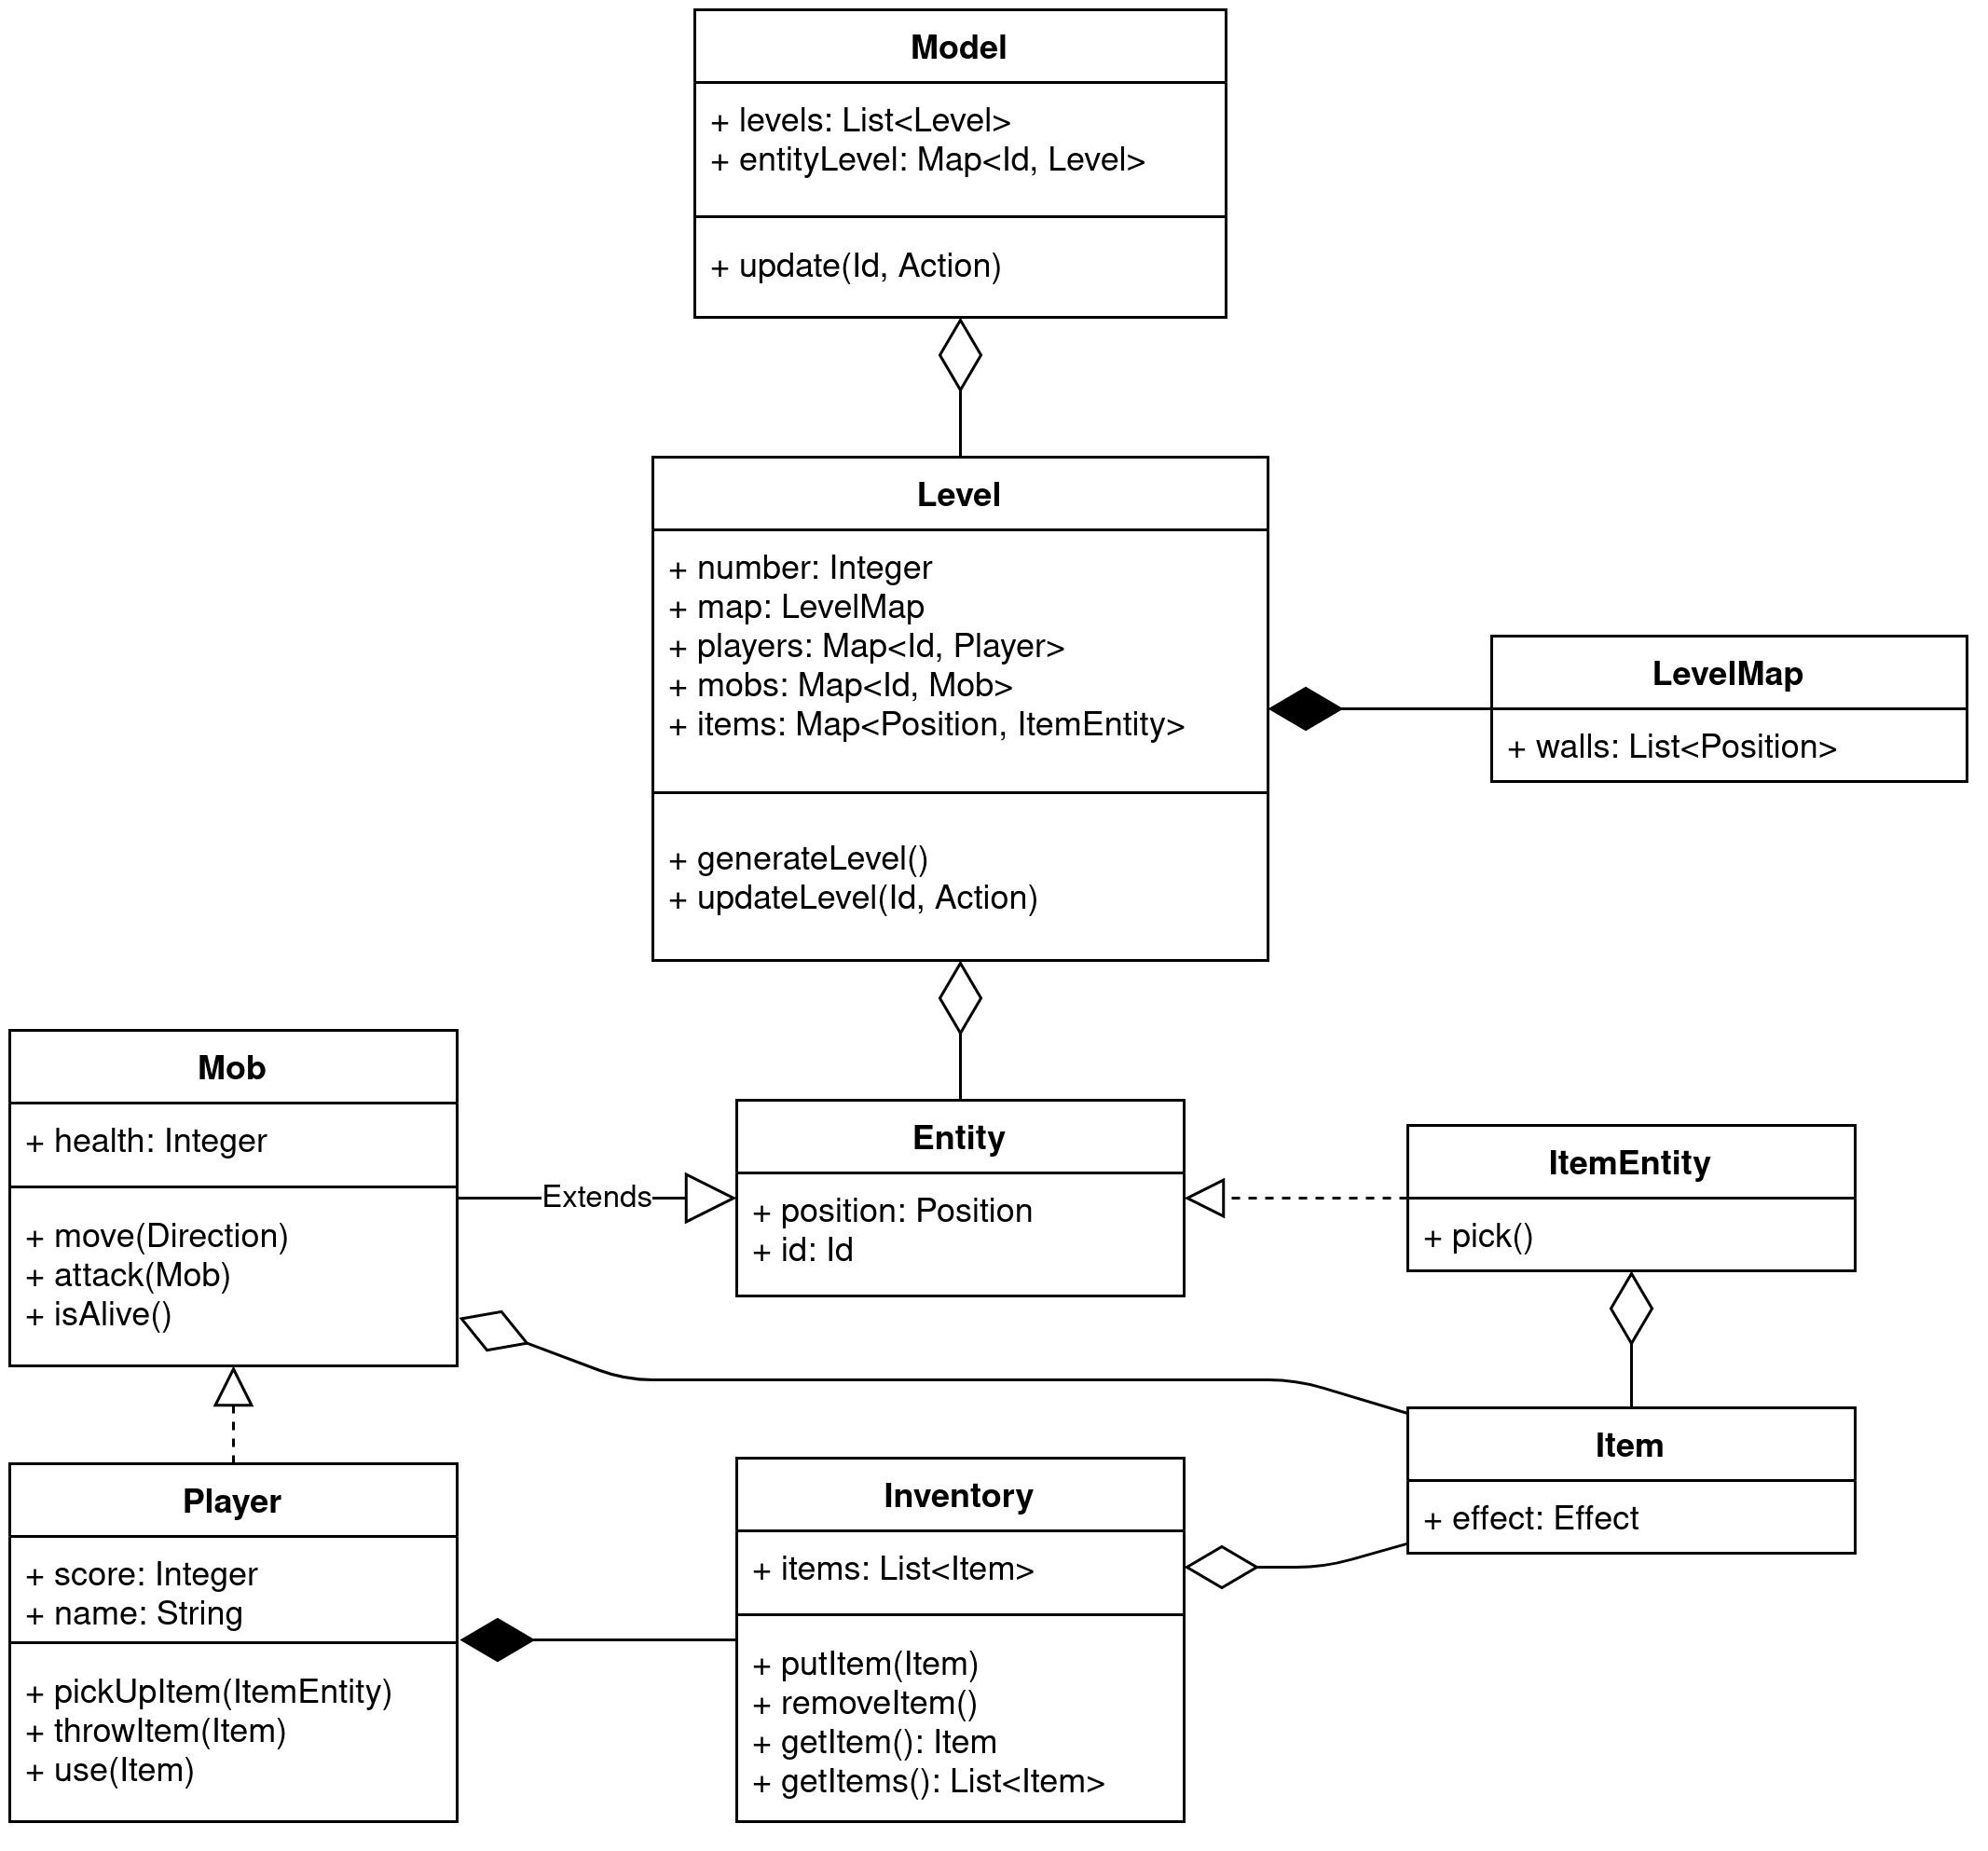 Model
+ levels: List<Level>
+ entityLevel: Map<Id, Level>
+ update(Id, Action)
Level
+ number: Integer
+ map: LevelMap
+ players: Map<Id, Player>
+ mobs: Map<Id, Mob>
+ items: Map<Position, ItemEntity>
+ generateLevel()
+ updateLevel(Id, Action)
LevelMap
+ walls: List<Position>
Mob
+ health: Integer
+ move(Direction)
+ attack(Mob)
+ isAlive()
Extends
Entity
+ position: Position
+ id: Id
ItemEntity
+ pick()
Item
+ effect: Effect
Player
+ score: Integer
+ name: String
+ pickUpItem(ItemEntity)
+ throwItem(Item)
+ use(Item)
Inventory
+ items: List<Item>
+ putItem(Item)
+ removeItem()
+ getItem(): Item
+ getItems(): List<Item>